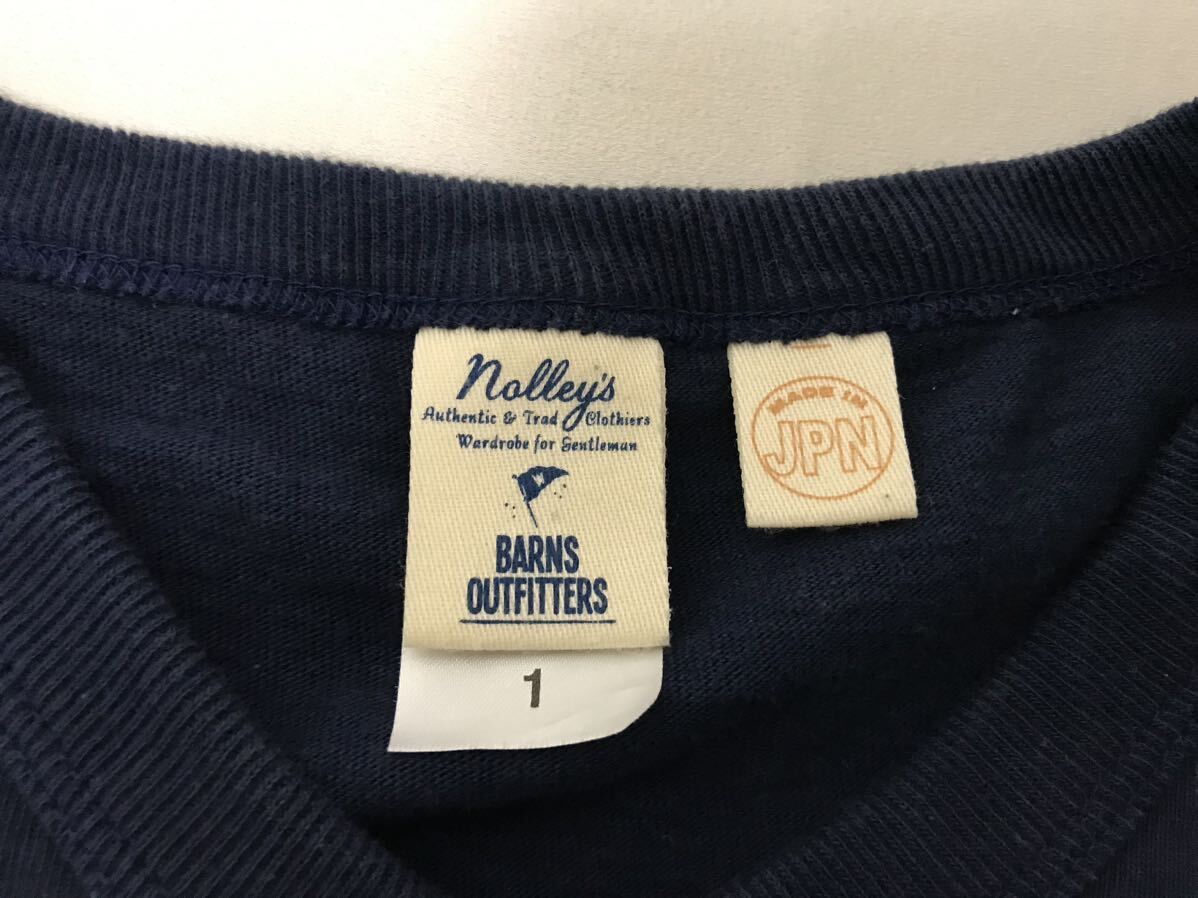 Nolley's
Authentic & Trad Clothiers
Wardrobe for Gentleman
BARNS
OUTFITTERS
1
MADE IN
JPN